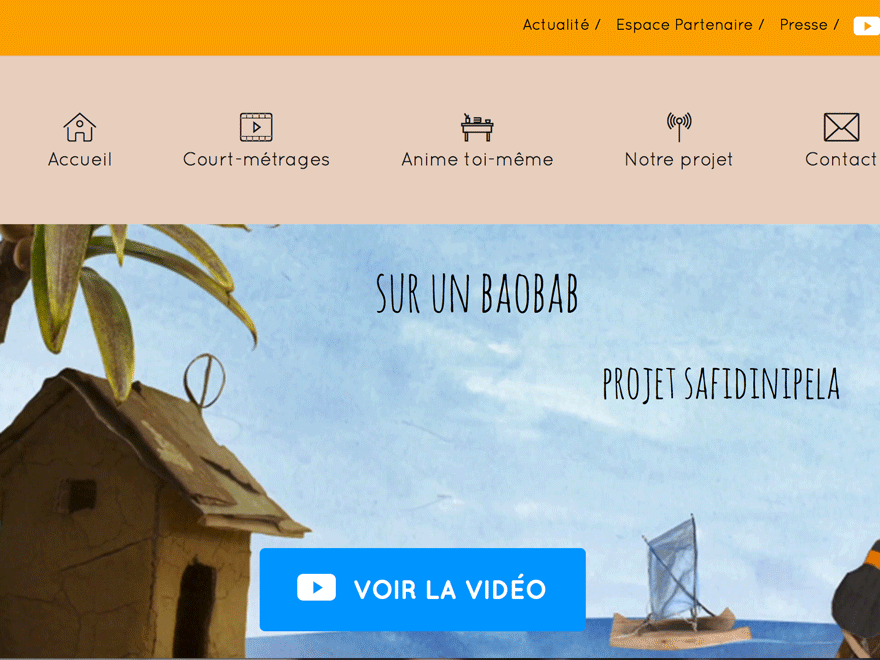 Actualité / Espace Partenaire / Presse /
Accueil Court-métrages Anime toi-même Notre projet Contact
SUR UN BAOBAB
PROJET SAFIDINIPELA
VOIR LA VIDÉO